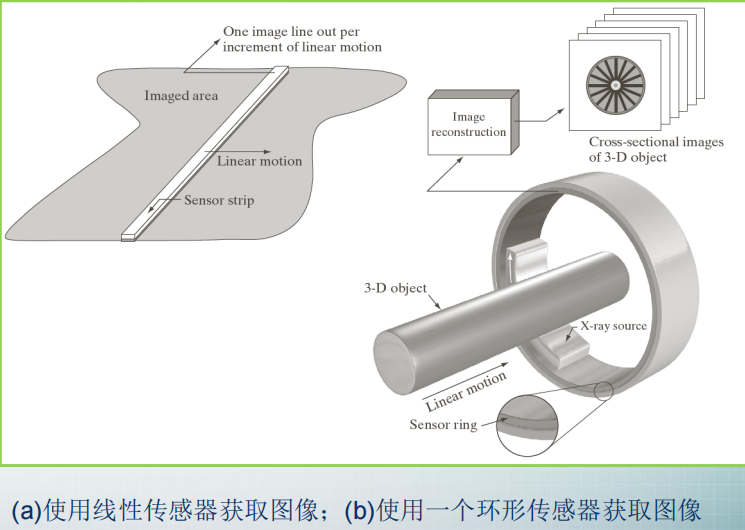 One image line out per
increment of linear motion
Imaged area
Linear motion
Sensor strip
Image
reconstruction
Cross-sectional images
of 3-D object
3-D object
X-ray source
Linear motion
Sensor ring
(a)使用线性传感器获取图像；(b)使用一个环形传感器获取图像